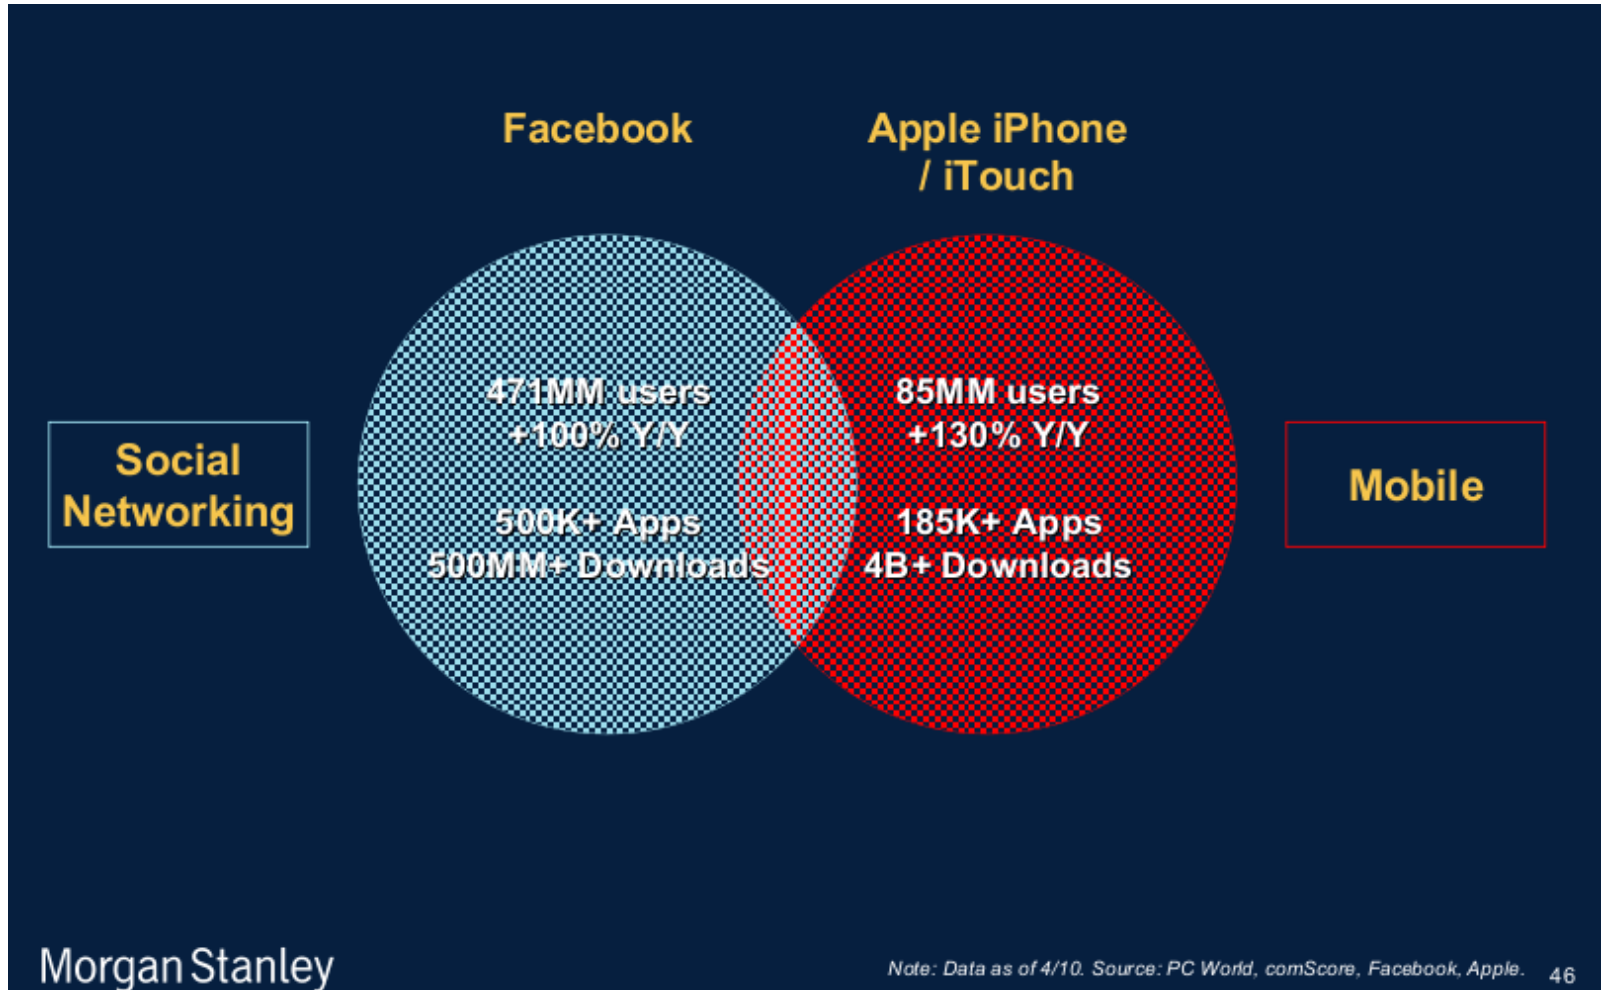 Facebook
Apple iPhone
/ iTouch
Social
Networking
471MM users
+100% Y/Y
500K+ Apps
500MM+ Downloads
85MM users
+130% Y/Y
185K+ Apps
4B+ Downloads
Mobile
Morgan Stanley
Note: Data as of 4/10. Source: PC World, comScore, Facebook, Apple.
46